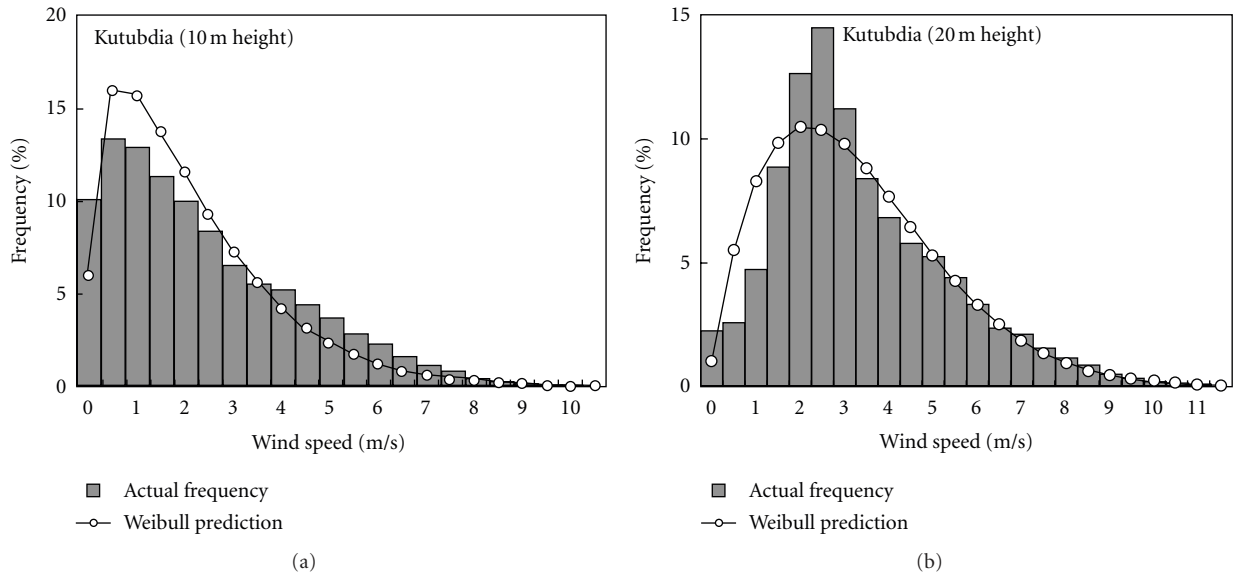 20
15
10
5
0
Frequency (%)
Kutubdia (10 m height)
0 1 2 3 4 5 6 7 8 9 10
Wind speed (m/s)
Actual frequency
Weibull prediction
(a)
15
10
5
0
Frequency (%)
Kutubdia (20 m height)
0 1 2 3 4 5 6 7 8 9 10 11
Wind speed (m/s)
Actual frequency
Weibull prediction
(b)